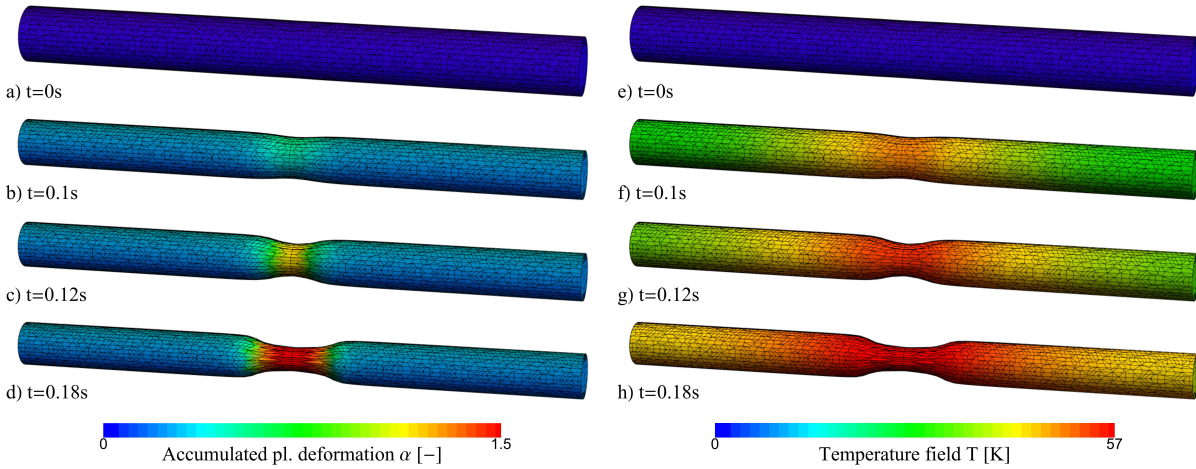 a) t=0s
b) t=0.1s
c) t=0.12s
d) t=0.18s
0 1.5
Accumulated pl. deformation α [−]
e) t=0s
f) t=0.1s
g) t=0.12s
h) t=0.18s
0 57
Temperature field T [K]